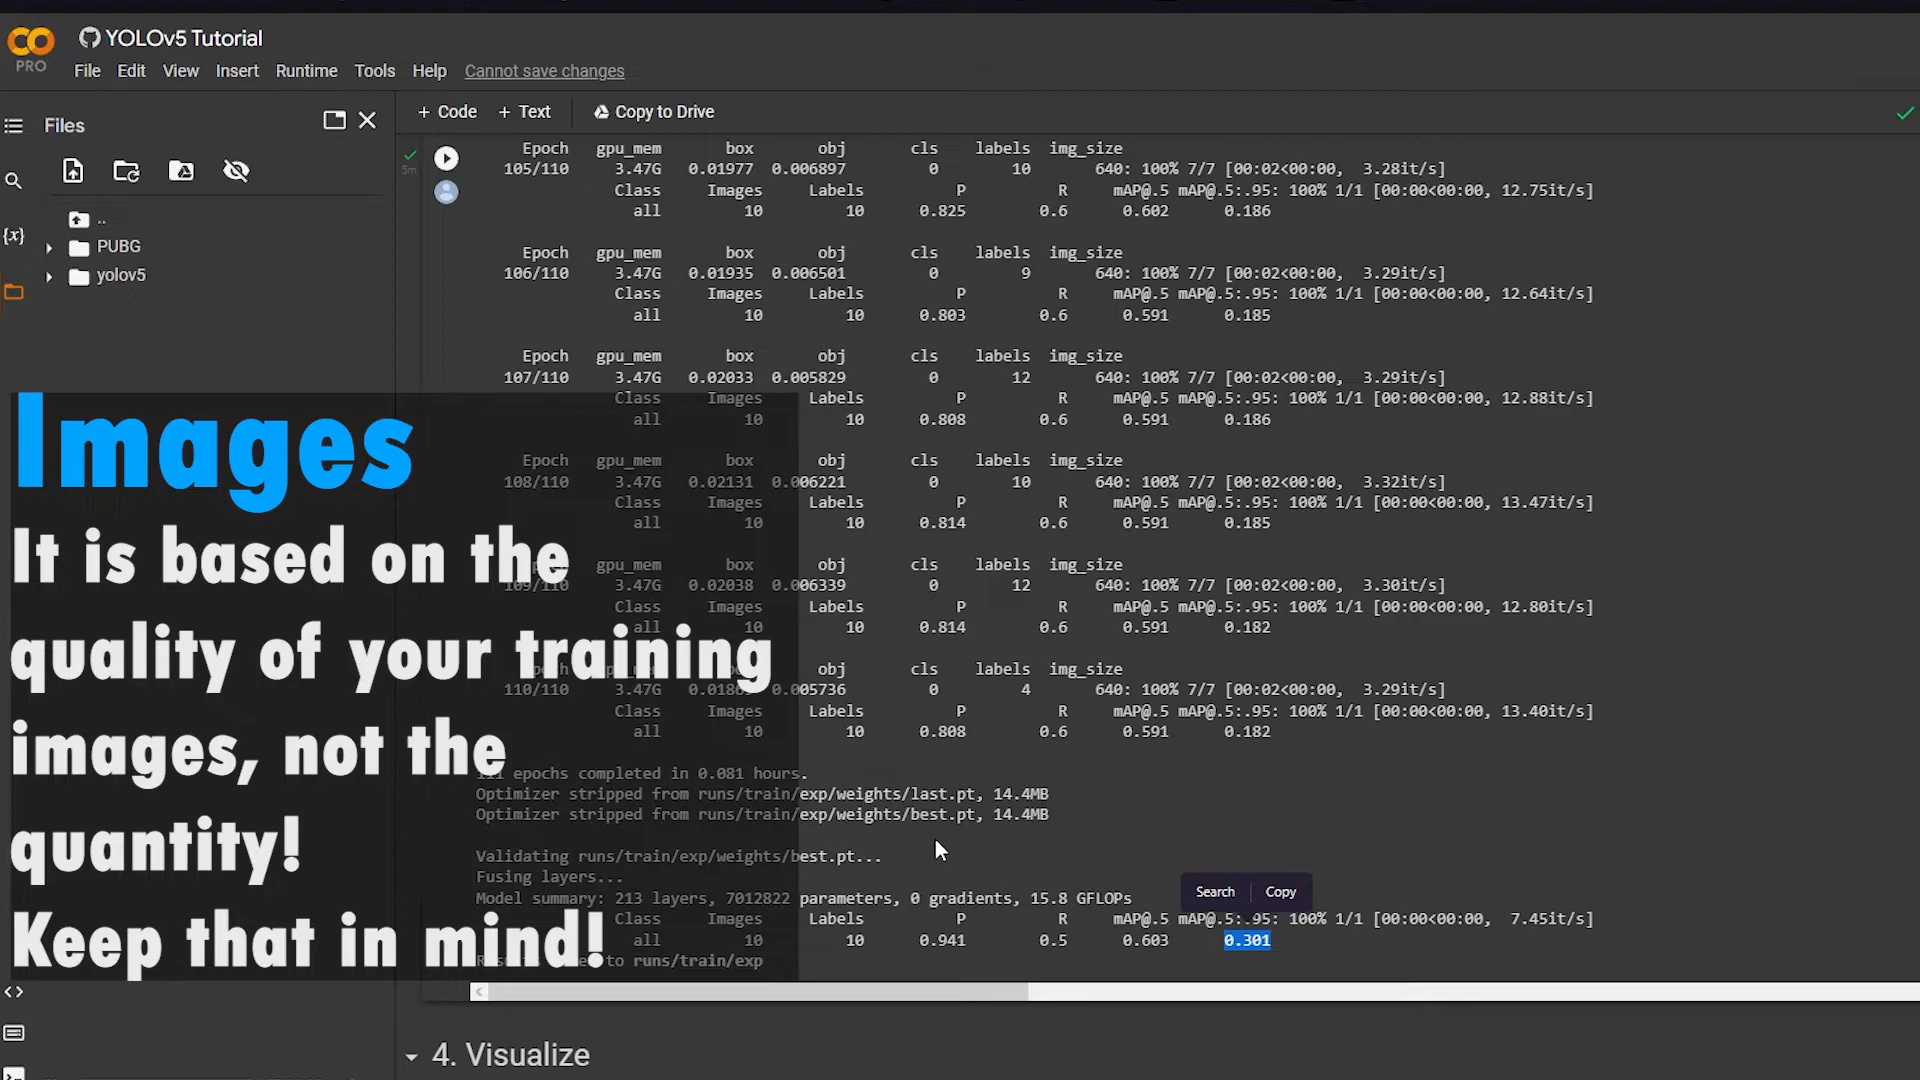 YOLOv5 Tutorial
PRO
File Edit View Insert Runtime Tools Help Cannot save changes
+ Code + Text Copy to Drive
Files
..
PUBG
yolov5
{x}
5m
Epoch gpu_mem box obj cls labels img_size
105/110 3.47G 0.01977 0.006897 0 10 640: 100% 7/7 [00:02<00:00, 3.28it/s]
Class Images Labels P R mAP@.5 mAP@.5:.95: 100% 1/1 [00:00<00:00, 12.75it/s]
all 10 10 0.825 0.6 0.602 0.186
Epoch gpu_mem box obj cls labels img_size
106/110 3.47G 0.01935 0.006501 0 9 640: 100% 7/7 [00:02<00:00, 3.29it/s]
Class Images Labels P R mAP@.5 mAP@.5:.95: 100% 1/1 [00:00<00:00, 12.64it/s]
all 10 10 0.803 0.6 0.591 0.185
Epoch gpu_mem box obj cls labels img_size
107/110 3.47G 0.02033 0.005829 0 12 640: 100% 7/7 [00:02<00:00, 3.29it/s]
Class Images Labels P R mAP@.5 mAP@.5:.95: 100% 1/1 [00:00<00:00, 12.88it/s]
all 10 10 0.808 0.6 0.591 0.186
Epoch gpu_mem box obj cls labels img_size
108/110 3.47G 0.02131 0.006221 0 10 640: 100% 7/7 [00:02<00:00, 3.32it/s]
Class Images Labels P R mAP@.5 mAP@.5:.95: 100% 1/1 [00:00<00:00, 13.47it/s]
all 10 10 0.814 0.6 0.591 0.185
gpu_mem box obj cls labels img_size
109/110 3.47G 0.02038 0.006339 0 12 640: 100% 7/7 [00:02<00:00, 3.30it/s]
Class Images Labels P R mAP@.5 mAP@.5:.95: 100% 1/1 [00:00<00:00, 12.80it/s]
all 10 10 0.814 0.6 0.591 0.182
obj cls labels img_size
110/110 3.47G 0.005736 0 4 640: 100% 7/7 [00:02<00:00, 3.29it/s]
Class Images Labels P R mAP@.5 mAP@.5:.95: 100% 1/1 [00:00<00:00, 13.40it/s]
all 10 10 0.808 0.6 0.591 0.182
epochs completed in 0.081 hours.
Optimizer stripped from runs/train/exp/weights/last.pt, 14.4MB
Optimizer stripped from runs/train/exp/weights/best.pt, 14.4MB
Validating runs/train/exp/weights/best.pt...
Fusing layers...
Model summary: 213 layers, 7012822 parameters, 0 gradients, 15.8 GFLOPs
Class Images Labels P R mAP@.5 mAP@.5:.95: 100% 1/1 [00:00<00:00, 7.45it/s]
all 10 10 0.941 0.5 0.603 0.301
to runs/train/exp
Search Copy
Images
It is based on the
quality of your training
images, not the
quantity!
Keep that in mind!
4. Visualize